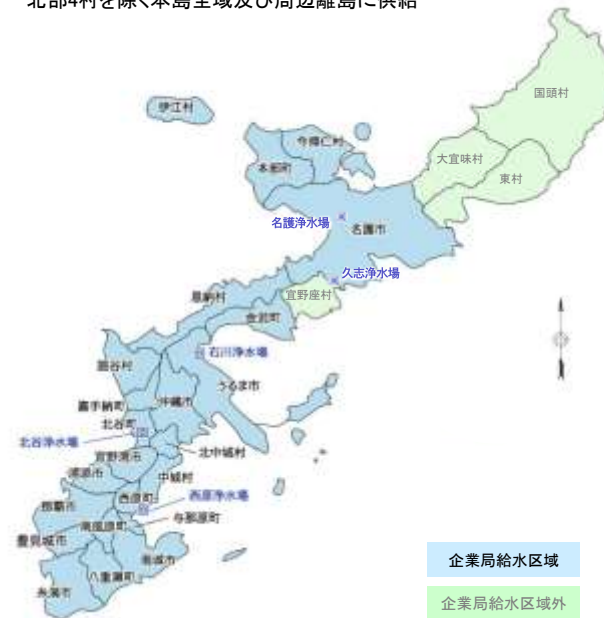 北部4村を除く本島全域及び周辺離島に供給
伊江村
国頭村
今帰仁村
大宜味村
本部町
東村
名護浄水場
名護市
久志浄水場
恩納村
宜野座村
金武町
石川浄水場
読谷村
うるま市
嘉手納町
沖縄市
北谷町
北谷浄水場
北中城村
宜野湾市
浦添市
中城村
西原町
西原浄水場
那覇市
与那原町
南風原町
豊見城市
南城市
八重瀬町
糸満市
企業局給水区域
企業局給水区域外